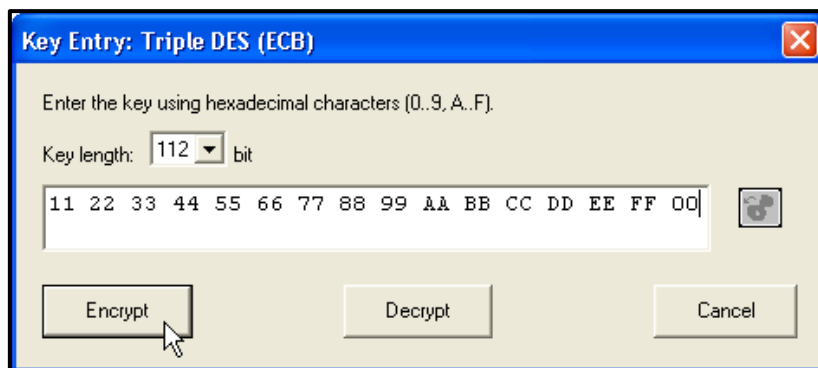 Key Entry: Triple DES (ECB)
Enter the key using hexadecimal characters (0..9, A..F).
Key length: 112 bit
11 22 33 44 55 66 77 88 99 AA BB CC DD EE FF 00
Encrypt Decrypt Cancel